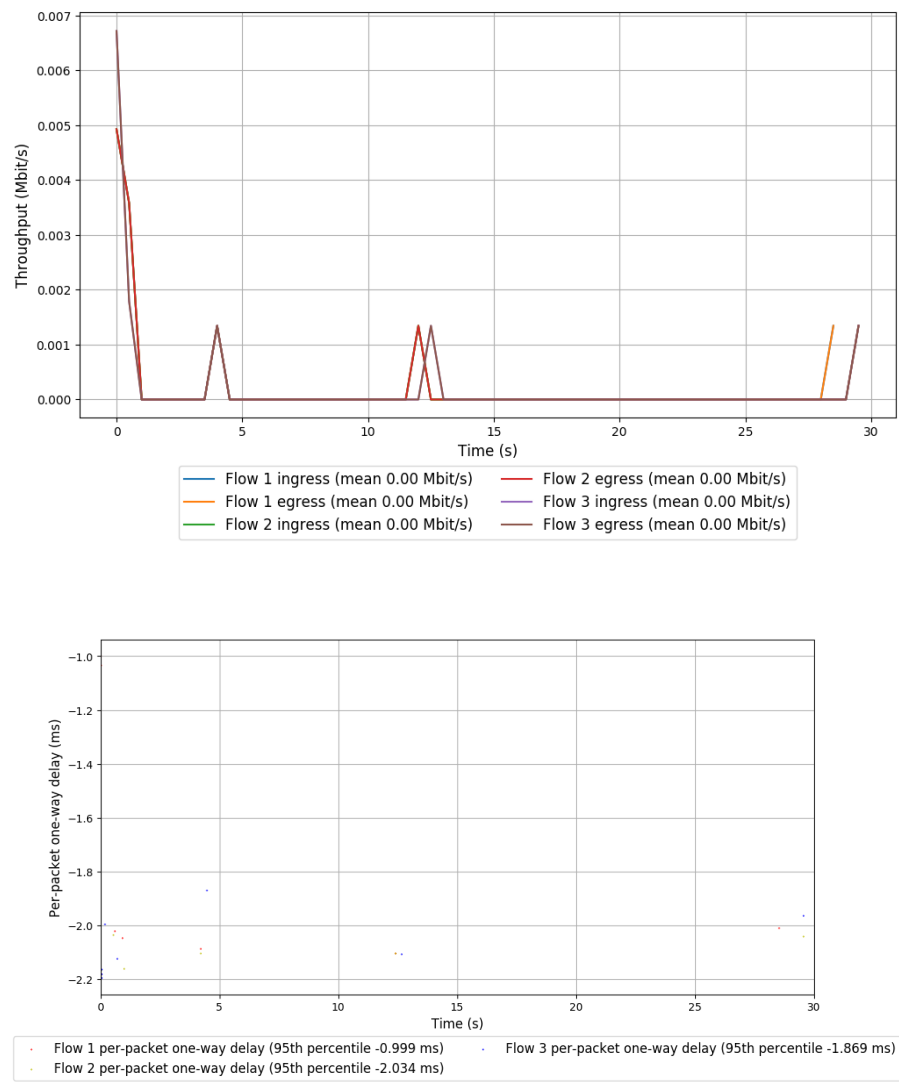 0.007
0.006
0.005
0.004
0.003
0.002
0.001
0.000
Throughput (Mbit/s)
0 5 10 15 20 25 30
Time (s)
Flow 1 ingress (mean 0.00 Mbit/s) Flow 2 egress (mean 0.00 Mbit/s)
Flow 1 egress (mean 0.00 Mbit/s) Flow 3 ingress (mean 0.00 Mbit/s)
Flow 2 ingress (mean 0.00 Mbit/s) Flow 3 egress (mean 0.00 Mbit/s)
−1.0
−1.2
−1.4
−1.6
−1.8
−2.0
−2.2
Per-packet one-way delay (ms)
0 5 10 15 20 25 30
Time (s)
Flow 1 per-packet one-way delay (95th percentile -0.999 ms) Flow 3 per-packet one-way delay (95th percentile -1.869 ms)
Flow 2 per-packet one-way delay (95th percentile -2.034 ms)